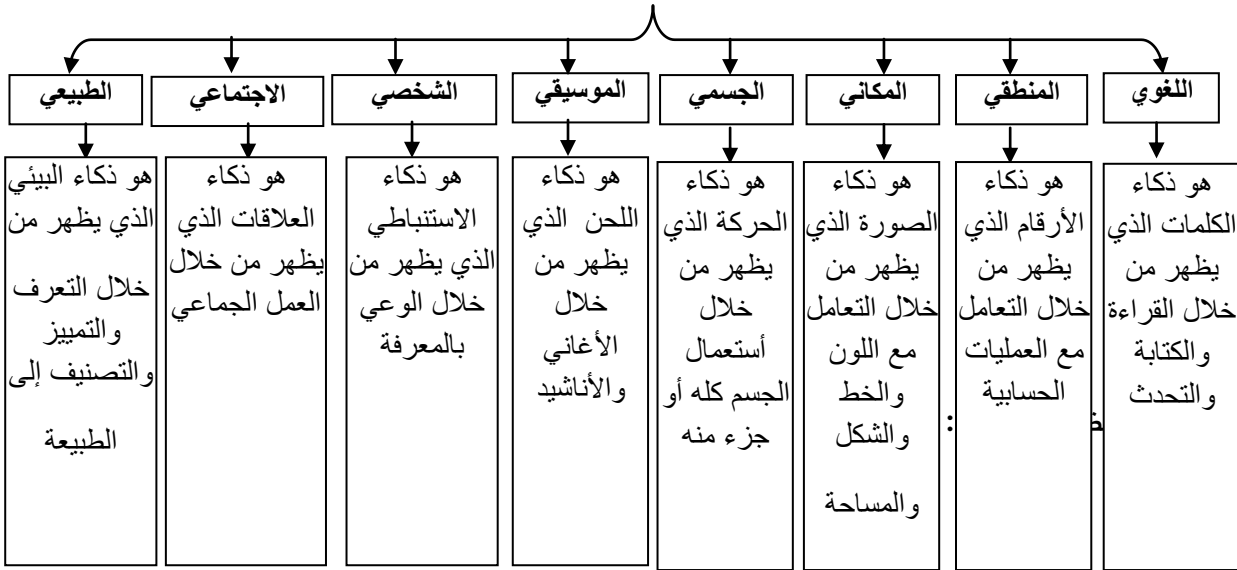 اللغوي
المنطقي
المكاني
الجسمي
الموسيقي
الشخصي
الاجتماعي
الطبيعي
هو ذكاء
الكلمات الذي
يظهر من
خلال القراءة
والكتابة
والتحدث
هو ذكاء
الأرقام الذي
يظهر من
خلال التعامل
مع العمليات
الحسابية
هو ذكاء
الصورة الذي
يظهر من
خلال التعامل
مع اللون
والخط
والشكل
والمساحة
:
هو ذكاء
الحركة الذي
يظهر من
خلال
أستعمال
الجسم كله أو
جزء منه
هو ذكاء
اللحن الذي
يظهر من
خلال
الأغاني
والأناشيد
هو ذكاء
الاستنباطي
الذي يظهر من
خلال الوعي
بالمعرفة
هو ذكاء
العلاقات الذي
يظهر من خلال
العمل الجماعي
هو ذكاء البيئي
الذي يظهر من
خلال التعرف
والتمييز
والتصنيف إلى
الطبيعة